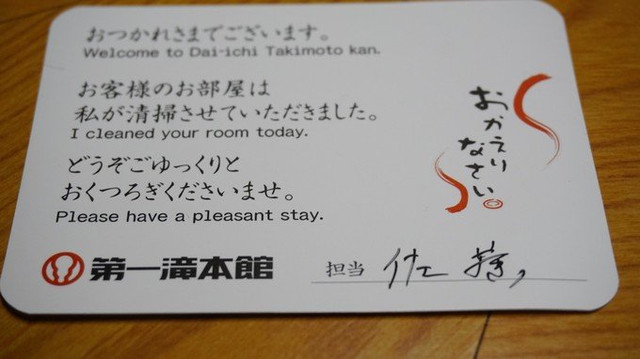 おつかれさまでございます。
Welcome to Dai-ichi Takimoto kan.
お客様のお部屋は
私が清掃させていただきました。
I cleaned your room today.
どうぞごゆっくりと
おくつろぎくださいませ。
Please have a pleasant stay.
おかえり
なさい。
第一滝本館
担当 佐